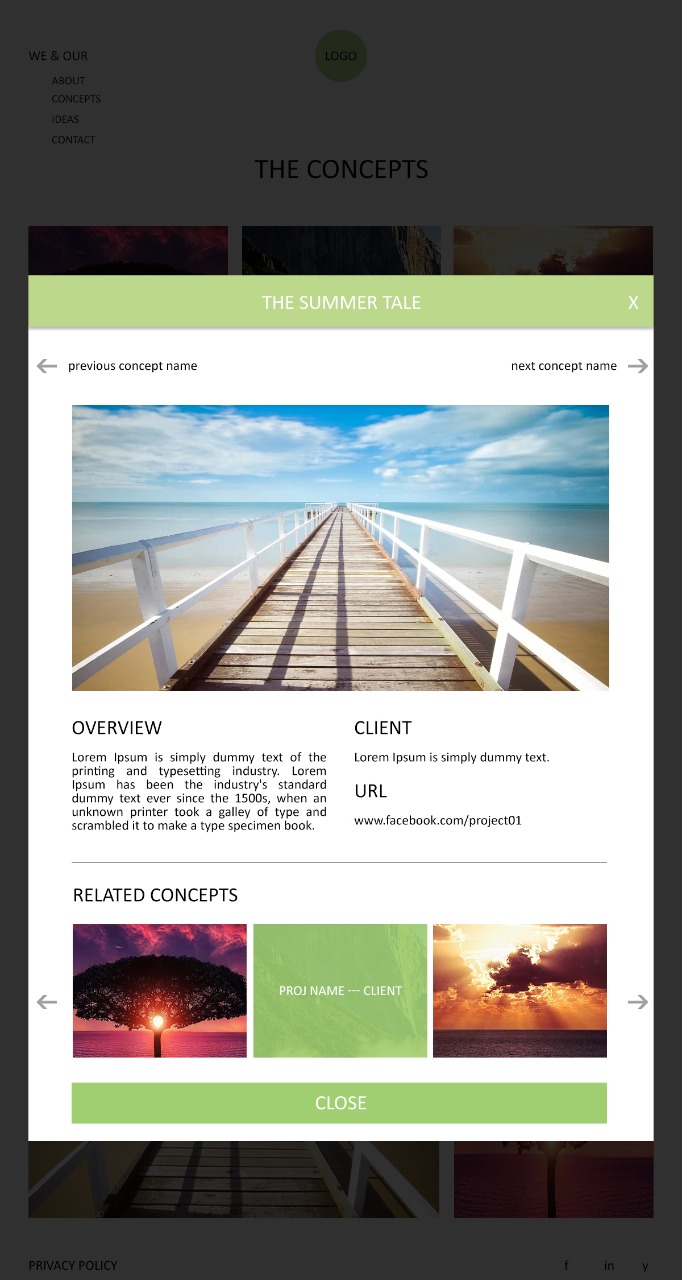 WE & OUR
LOGO
ABOUT
CONCEPTS
IDEAS
CONTACT
THE CONCEPTS
THE SUMMER TALE
X
previous concept name
next concept name
OVERVIEW
Lorem Ipsum is simply dummy text of the
printing and typesetting industry. Lorem
Ipsum has been the industry's standard
dummy text ever since the 1500s, when an
unknown printer took a galley of type and
scrambled it to make a type specimen book.
CLIENT
Lorem Ipsum is simply dummy text.
URL
www.facebook.com/project01
RELATED CONCEPTS
PROJ NAME --- CLIENT
CLOSE
PRIVACY POLICY
f in y